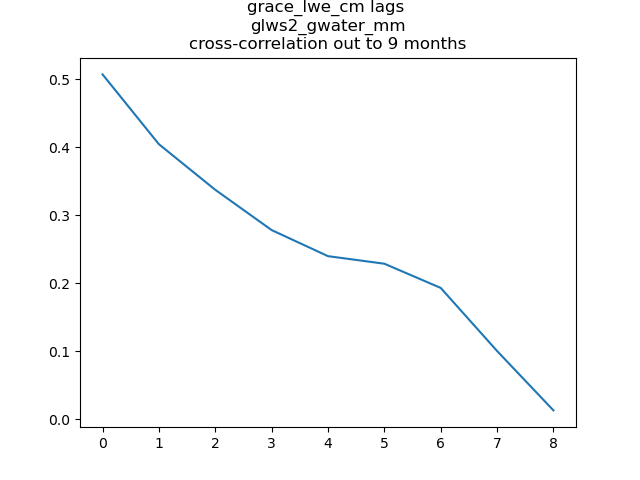 grace_lwe_cm lags
glws2_gwater_mm
cross-correlation out to 9 months
0.5
0.4
0.3
0.2
0.1
0.0
0 1 2 3 4 5 6 7 8